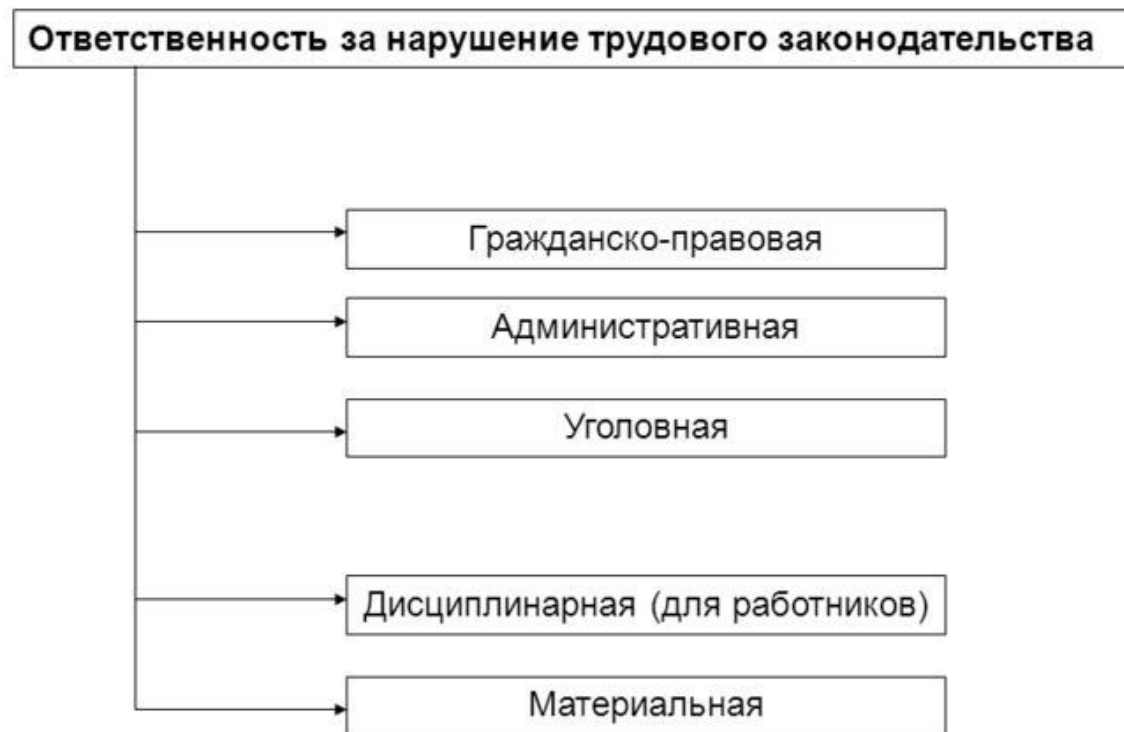 Ответственность за нарушение трудового законодательства
Гражданско-правовая
Административная
Уголовная
Дисциплинарная (для работников)
Материальная